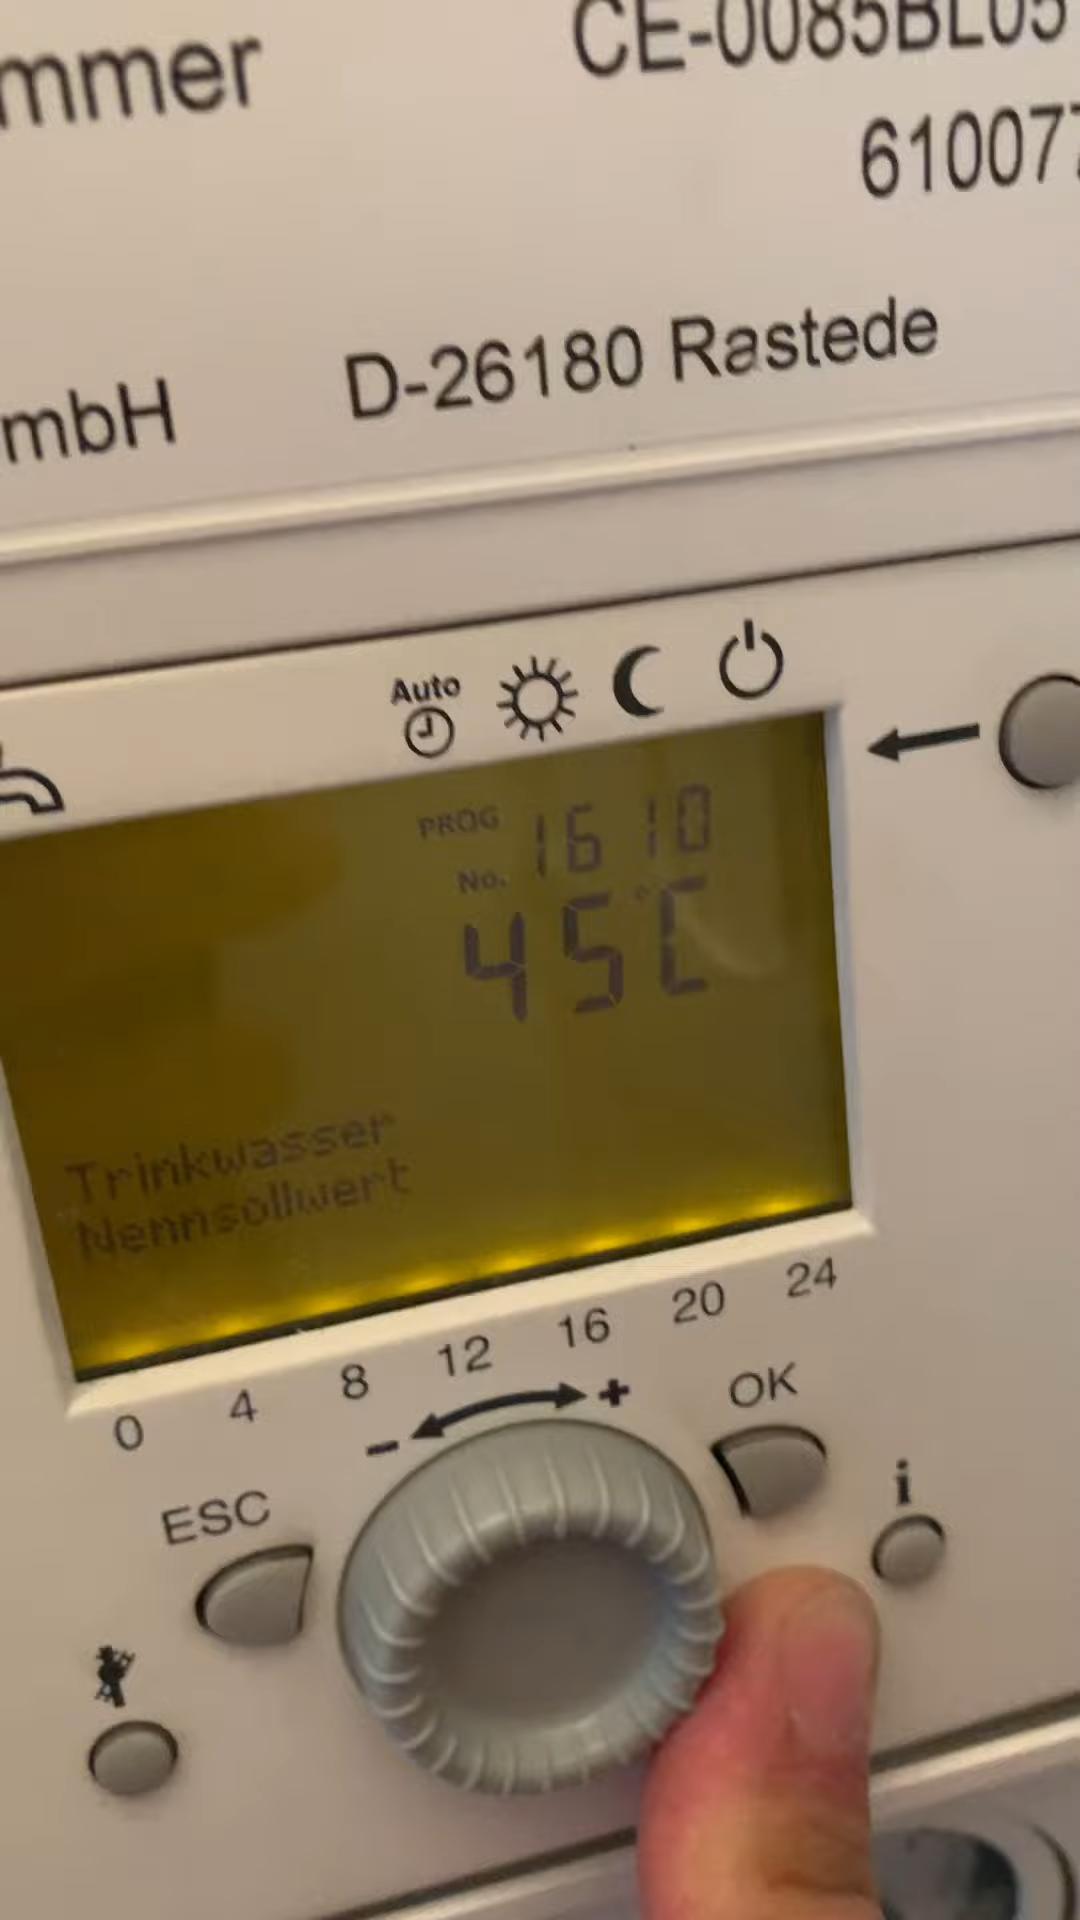 mmer
CE-0085BL05
610077
mbH
D-26180 Rastede
Auto
PROG
No.
1610
45°C
Trinkwasser
Nennsollwert
0 4 8 12 16 20 24
- +
OK
ESC
i